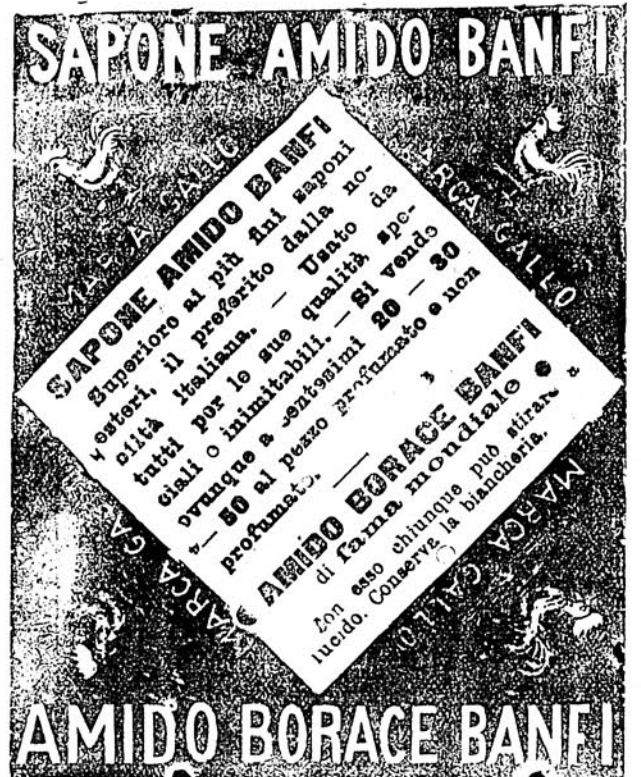 SAPONE AMIDO BANFI
MARCA GALLO
MARCA GALLO
SAPONE AMIDO BANFI
Superiore ai più fini saponi
esteri, il preferito dalla no-
ciltà italiana. — Usato da
tutti per le sue qualità spe-
ciali e inimitabili. — Si vende
ovunque a centesimi 20 — 30
— 50 al pezzo profumato e non
profumato.
AMIDO BORACE BANFI
di fama mondiale
Con esso chiunque può stirare a
lucido. Conserva la biancheria.
MARCA GA
MARCA GALLO
AMIDO BORACE BANFI